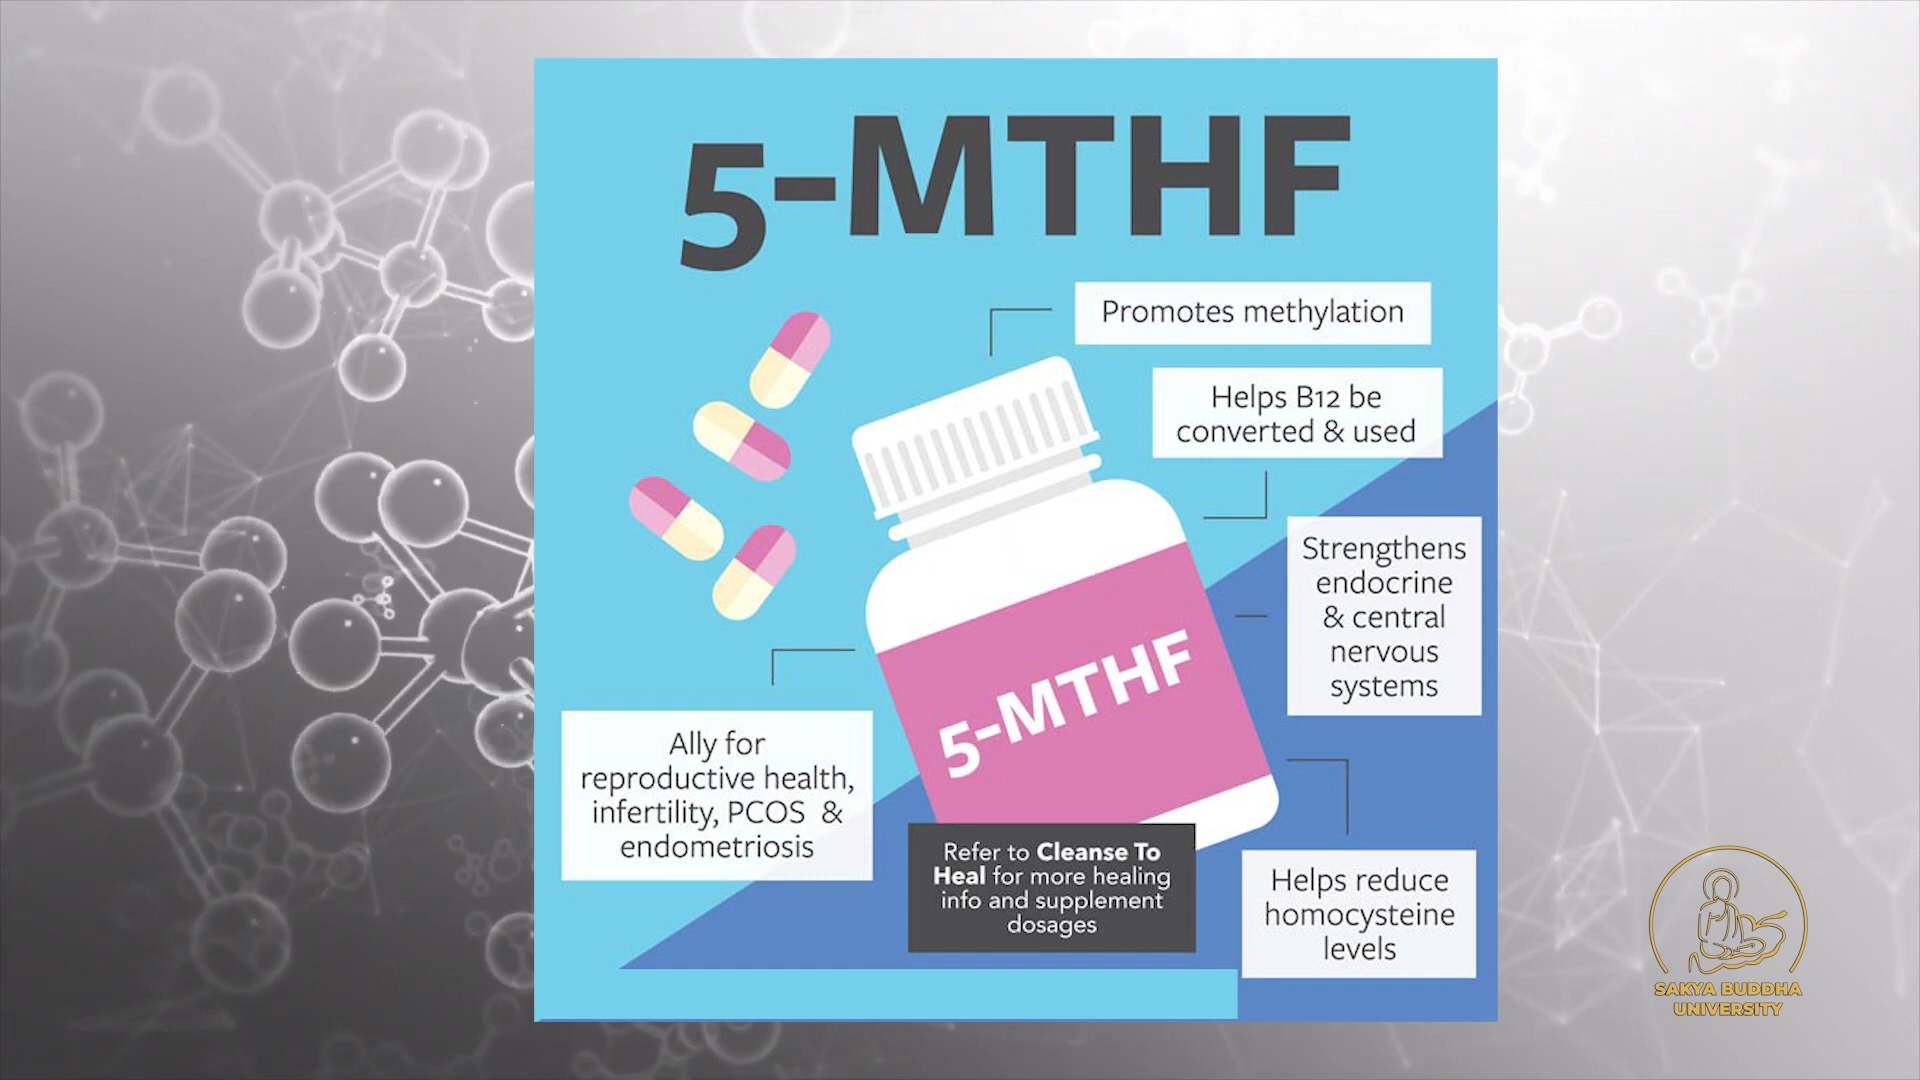 5-MTHF
Promotes methylation
Helps B12 be
converted & used
Strengthens
endocrine
& central
nervous
systems
5-MTHF
Ally for
reproductive health,
infertility, PCOS &
endometriosis
Refer to Cleanse To
Heal for more healing
info and supplement
dosages
Helps reduce
homocysteine
levels
SAKYA BUDDHA
UNIVERSITY